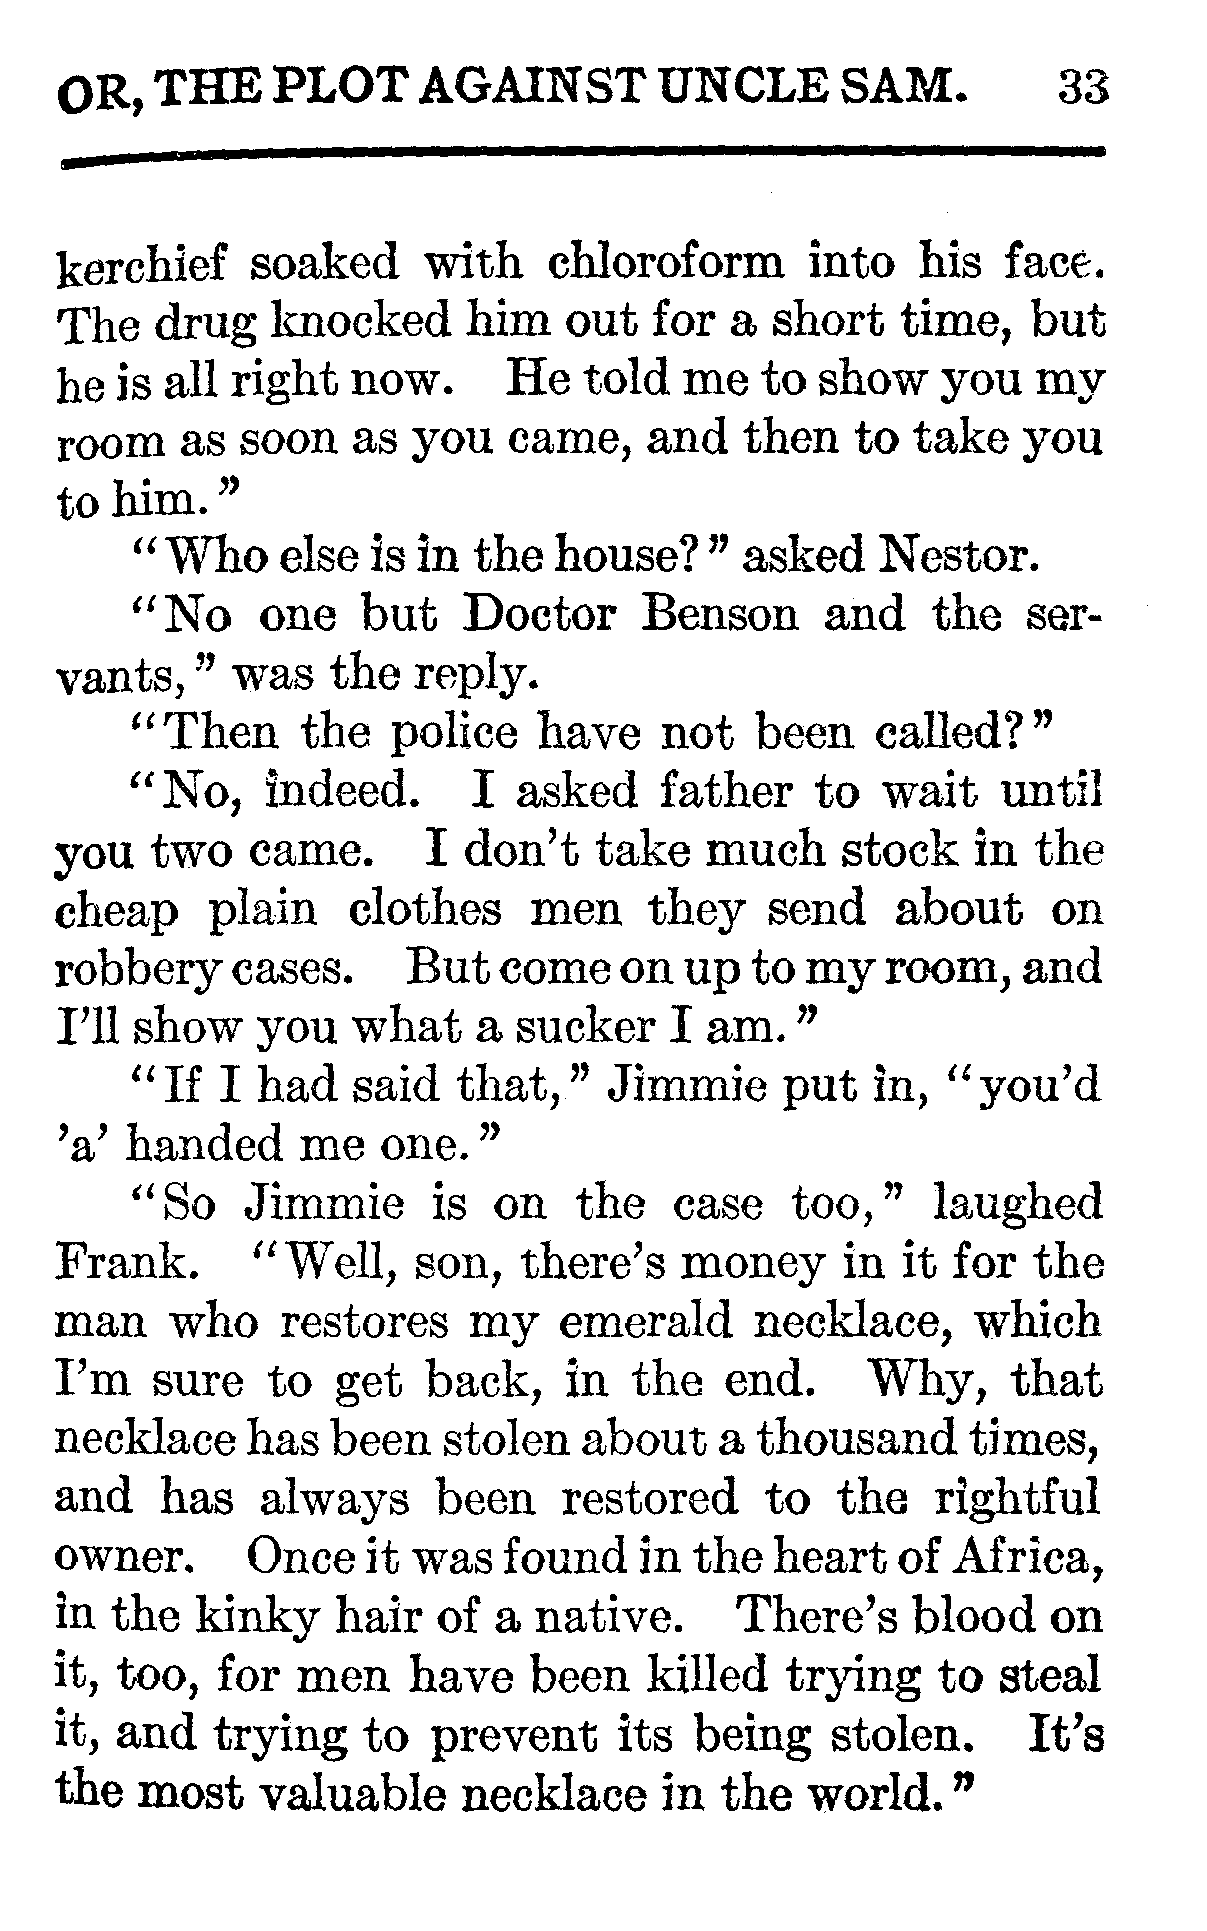 OR, THE PLOT AGAINST UNCLE SAM. 33
kerchief soaked with chloroform into his face.
The drug knocked him out for a short time, but
he is all right now. He told me to show you my
room as soon as you came, and then to take you
to him."
"Who else is in the house?" asked Nestor.
"No one but Doctor Benson and the ser-
vants," was the reply.
"Then the police have not been called?"
"No, indeed. I asked father to wait until
you two came. I don't take much stock in the
cheap plain clothes men they send about on
robbery cases. But come on up to my room, and
I'll show you what a sucker I am."
"If I had said that," Jimmie put in, "you'd
'a' handed me one."
"So Jimmie is on the case too," laughed
Frank. "Well, son, there's money in it for the
man who restores my emerald necklace, which
I'm sure to get back, in the end. Why, that
necklace has been stolen about a thousand times,
and has always been restored to the rightful
owner. Once it was found in the heart of Africa,
in the kinky hair of a native. There's blood on
it, too, for men have been killed trying to steal
it, and trying to prevent its being stolen. It's
the most valuable necklace in the world."